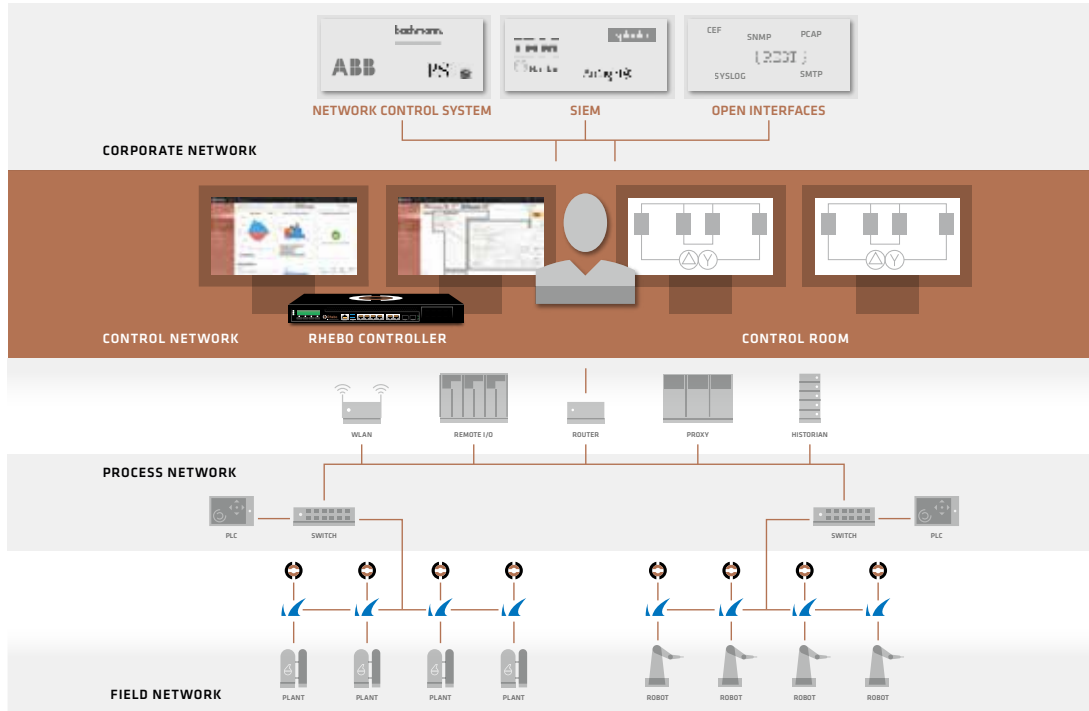 bachmann.
ABB
CEF
SNMP
PCAP
SYSLOG
SMTP
NETWORK CONTROL SYSTEM
SIEM
OPEN INTERFACES
CORPORATE NETWORK
CONTROL NETWORK
RHEBO CONTROLLER
CONTROL ROOM
WLAN
REMOTE I/O
ROUTER
PROXY
HISTORIAN
PROCESS NETWORK
PLC
SWITCH
SWITCH
PLC
PLANT
PLANT
PLANT
PLANT
ROBOT
ROBOT
ROBOT
ROBOT
FIELD NETWORK